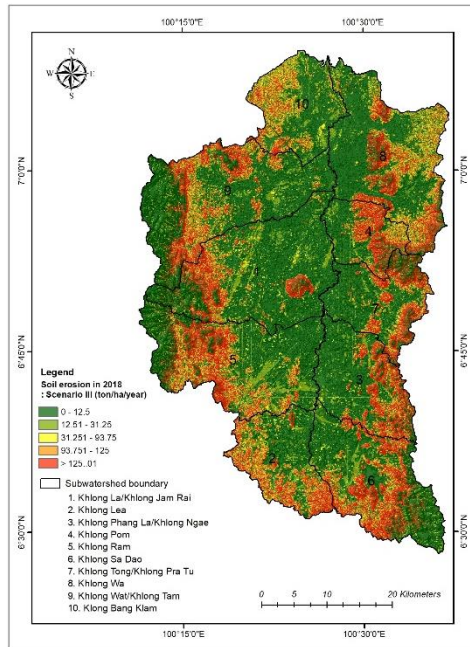 100°15'0"E 100°30'0"E
N
W E
S
7°0'0"N 7°0'0"N
6°45'0"N 6°45'0"N
6°30'0"N 6°30'0"N
10
8
9
4
1
7
5
3
2
6
Legend
Soil erosion in 2018
: Scenario III (ton/ha/year)
0 - 12.5
12.51 - 31.25
31.251 - 93.75
93.751 - 125
> 125..01
Subwatershed boundary
1. Khlong La/Khlong Jam Rai
2. Khlong Lea
3. Khlong Phang La/Khlong Ngae
4. Khlong Pom
5. Khlong Ram
6. Khlong Sa Dao
7. Khlong Tong/Khlong Pra Tu
8. Khlong Wa
9. Khlong Wat/Khlong Tam
10. Klong Bang Klam
0 5 10 20 Kilometers
100°15'0"E 100°30'0"E